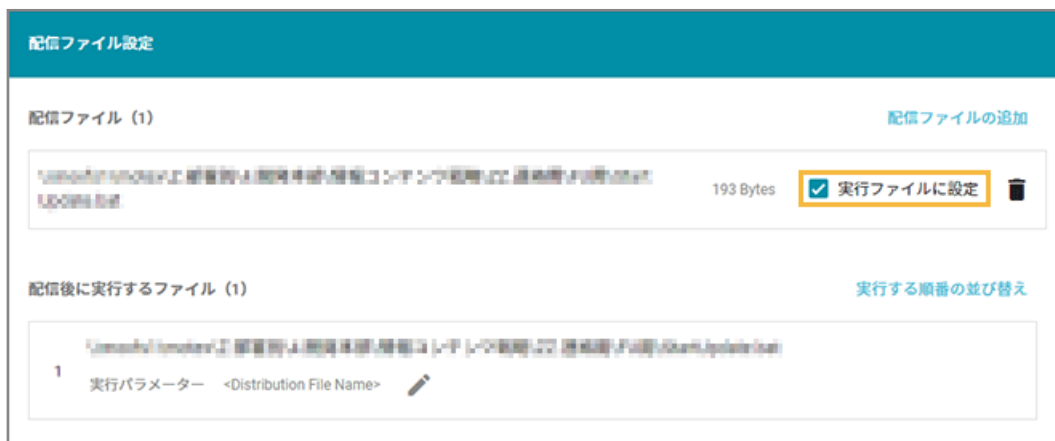 配信ファイル設定
配信ファイル（1）
配信ファイルの追加
193 Bytes
実行ファイルに設定
配信後に実行するファイル（1）
実行する順番の並び替え
1
実行パラメーター <Distribution File Name>